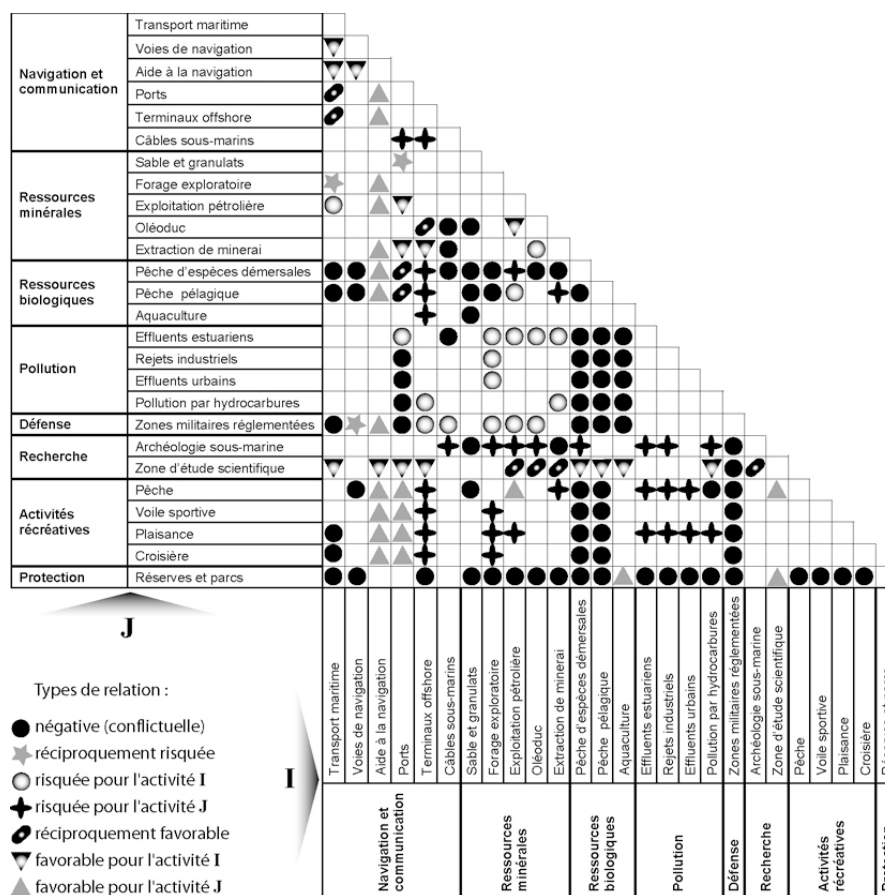 Navigation et
communication
Transport maritime
Voies de navigation
Aide à la navigation
Ports
Terminaux offshore
Câbles sous-marins
Ressources
minérales
Sable et granulats
Forage exploratoire
Exploitation pétrolière
Oléoduc
Extraction de minerai
Ressources
biologiques
Pêche d'espèces démersales
Pêche pélagique
Aquaculture
Pollution
Effluents estuariens
Rejets industriels
Effluents urbains
Pollution par hydrocarbures
Défense
Zones militaires réglementées
Recherche
Archéologie sous-marine
Zone d'étude scientifique
Activités
récréatives
Pêche
Voile sportive
Plaisance
Croisière
Protection
Réserves et parcs
J
Types de relation :
négative (conflictuelle)
réciproquement risquée
risquée pour l'activité I
risquée pour l'activité J
réciproquement favorable
favorable pour l'activité I
favorable pour l'activité J
I
Transport maritime
Voies de navigation
Aide à la navigation
Ports
Terminaux offshore
Câbles sous-marins
Sable et granulats
Forage exploratoire
Exploitation pétrolière
Oléoduc
Extraction de minerai
Pêche d'espèces démersales
Pêche pélagique
Aquaculture
Effluents estuariens
Rejets industriels
Effluents urbains
Pollution par hydrocarbures
Zones militaires réglementées
Archéologie sous-marine
Zone d'étude scientifique
Pêche
Voile sportive
Plaisance
Croisière
Navigation et
communication
Ressources
minérales
Ressources
biologiques
Pollution
Défense
Recherche
Activités
récréatives